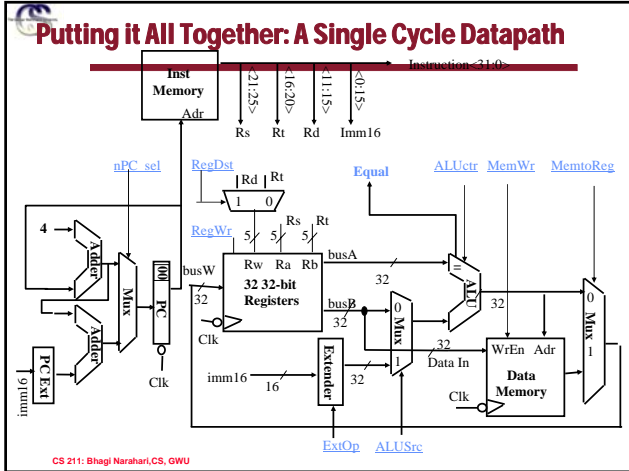 Putting it All Together: A Single Cycle Datapath
Inst
Memory
Adr
Instruction<31:0>
<21:25>
<16:20>
<11:15>
<0:15>
Rs
Rt
Rd
Imm16
nPC_sel
RegDst
Equal
ALUctr
MemWr
MemtoReg
Rd
Rt
1
0
4
Adder
RegWr
5
5
5
Rs
Rt
busA
32
Rw
Ra
Rb
32 32-bit
Registers
busW
32
Clk
busB
32
=
ALU
32
0
Mux
1
00
PC
Mux
Clk
Adder
PC Ext
imm16
imm16
16
Extender
32
0
Mux
1
32
Data In
WrEn
Adr
Data
Memory
Clk
ExtOp
ALUSrc
CS 211: Bhagi Narahari,CS, GWU